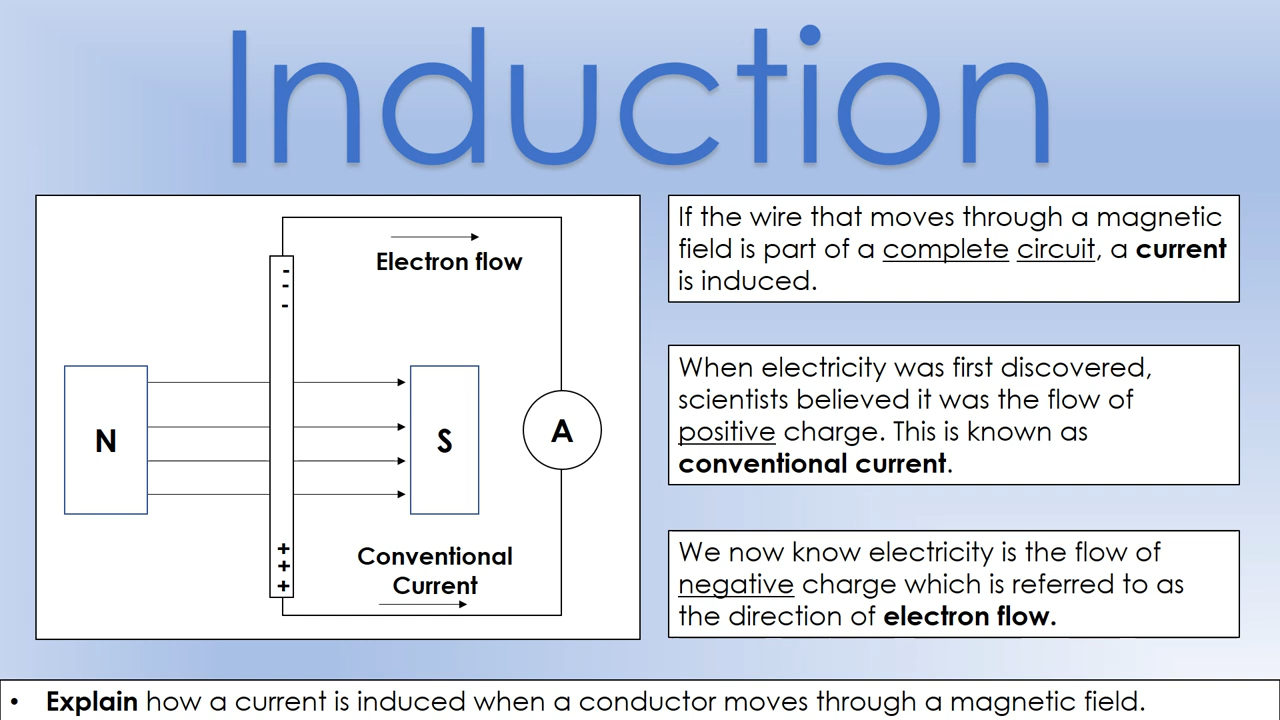 Induction
Electron flow
-
-
-
N
S
A
+
+
+
Conventional
Current
If the wire that moves through a magnetic
field is part of a complete circuit, a current
is induced.
When electricity was first discovered,
scientists believed it was the flow of
positive charge. This is known as
conventional current.
We now know electricity is the flow of
negative charge which is referred to as
the direction of electron flow.
• Explain how a current is induced when a conductor moves through a magnetic field.